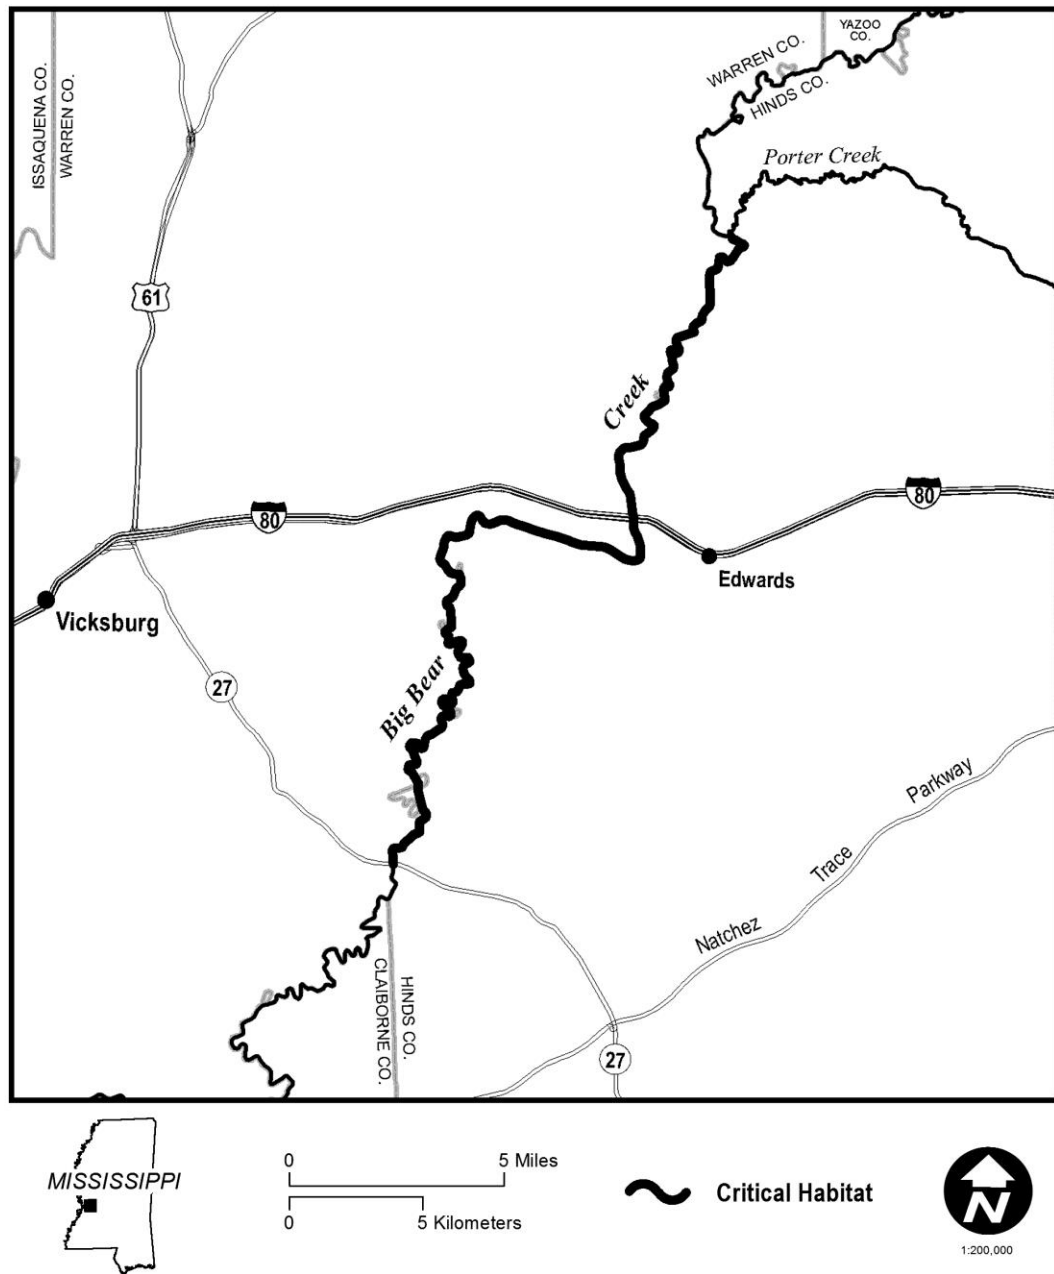 ISSAQUENA CO.
WARREN CO.
WARREN CO.
HINDS CO.
YAZOO
CO.
Porter Creek
61
Creek
80
80
Edwards
Vicksburg
27
Big Bear
Parkway
Trace
Natchez
HINDS CO.
CLAIBORNE CO.
27
MISSISSIPPI
0 5 Miles
0 5 Kilometers
Critical Habitat
N
1:200,000